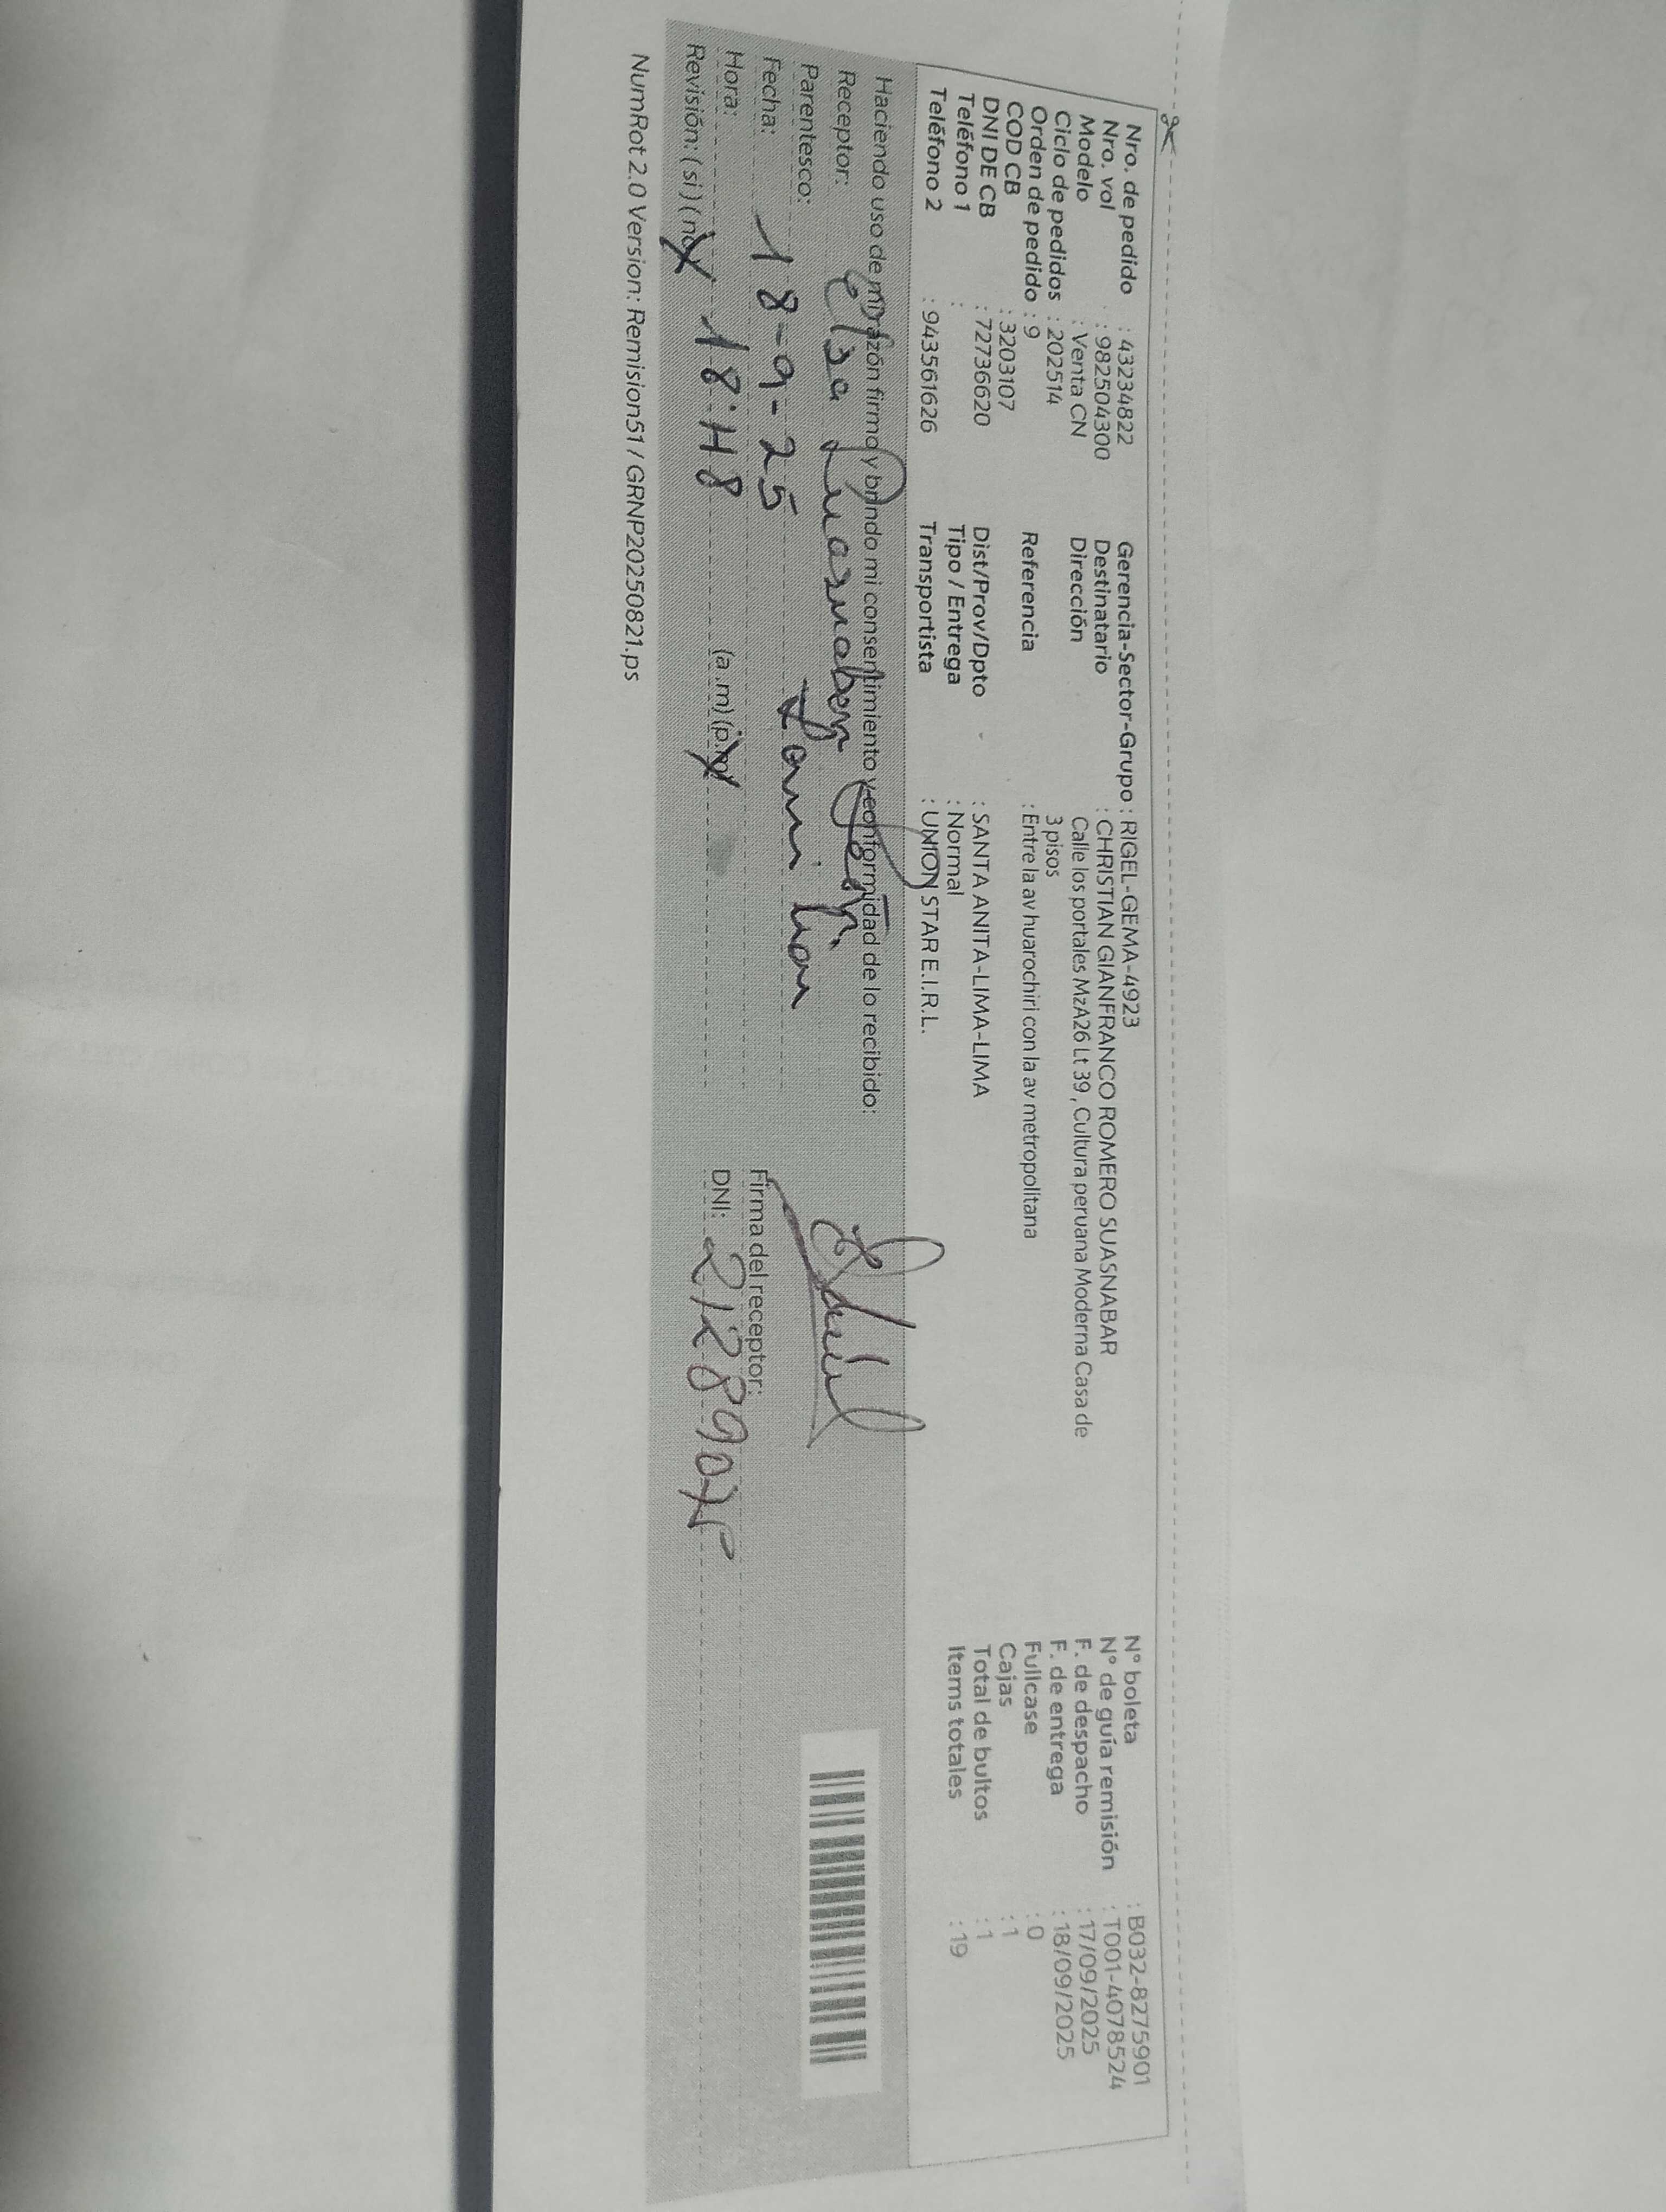 Nro. de pedido : 43234822
Nro. vol : 982504300
Modelo : Venta CN
Ciclo de pedidos : 202514
Orden de pedido : 9
COD CB : 3203107
DNI DE CB : 72736620
Teléfono 1 :
Teléfono 2 : 943561626
Gerencia-Sector-Grupo : RIGEL-GEMA-4923
Destinatario : CHRISTIAN GIANFRANCO ROMERO SUASNABAR
Dirección Calle los portales MzA26 Lt 39 , Cultura peruana Moderna Casa de
3 pisos
Referencia : Entre la av huarochiri con la av metropolitana
Dist/Prov/Dpto : SANTA ANITA-LIMA-LIMA
Tipo / Entrega : Normal
Transportista : UNION STAR E.I.R.L.
N° boleta : B032-8275901
N° de guía remisión : T001-4078524
F. de despacho : 17/09/2025
F. de entrega : 18/09/2025
Fullcase : 0
Cajas : 1
Total de bultos : 1
Items totales : 19
Haciendo uso de mi razón firmo y brindo mi consentimiento y conformidad de lo recibido:
Receptor: Elsa Suasnabar
Parentesco:
Fecha: 18-9-25
Hora: 18:48 (a.m) (p.m)
Revisión: ( si ) ( no )
Firma del receptor:
DNI:
NumRot 2.0 Version: Remision51 / GRNP20250821.ps